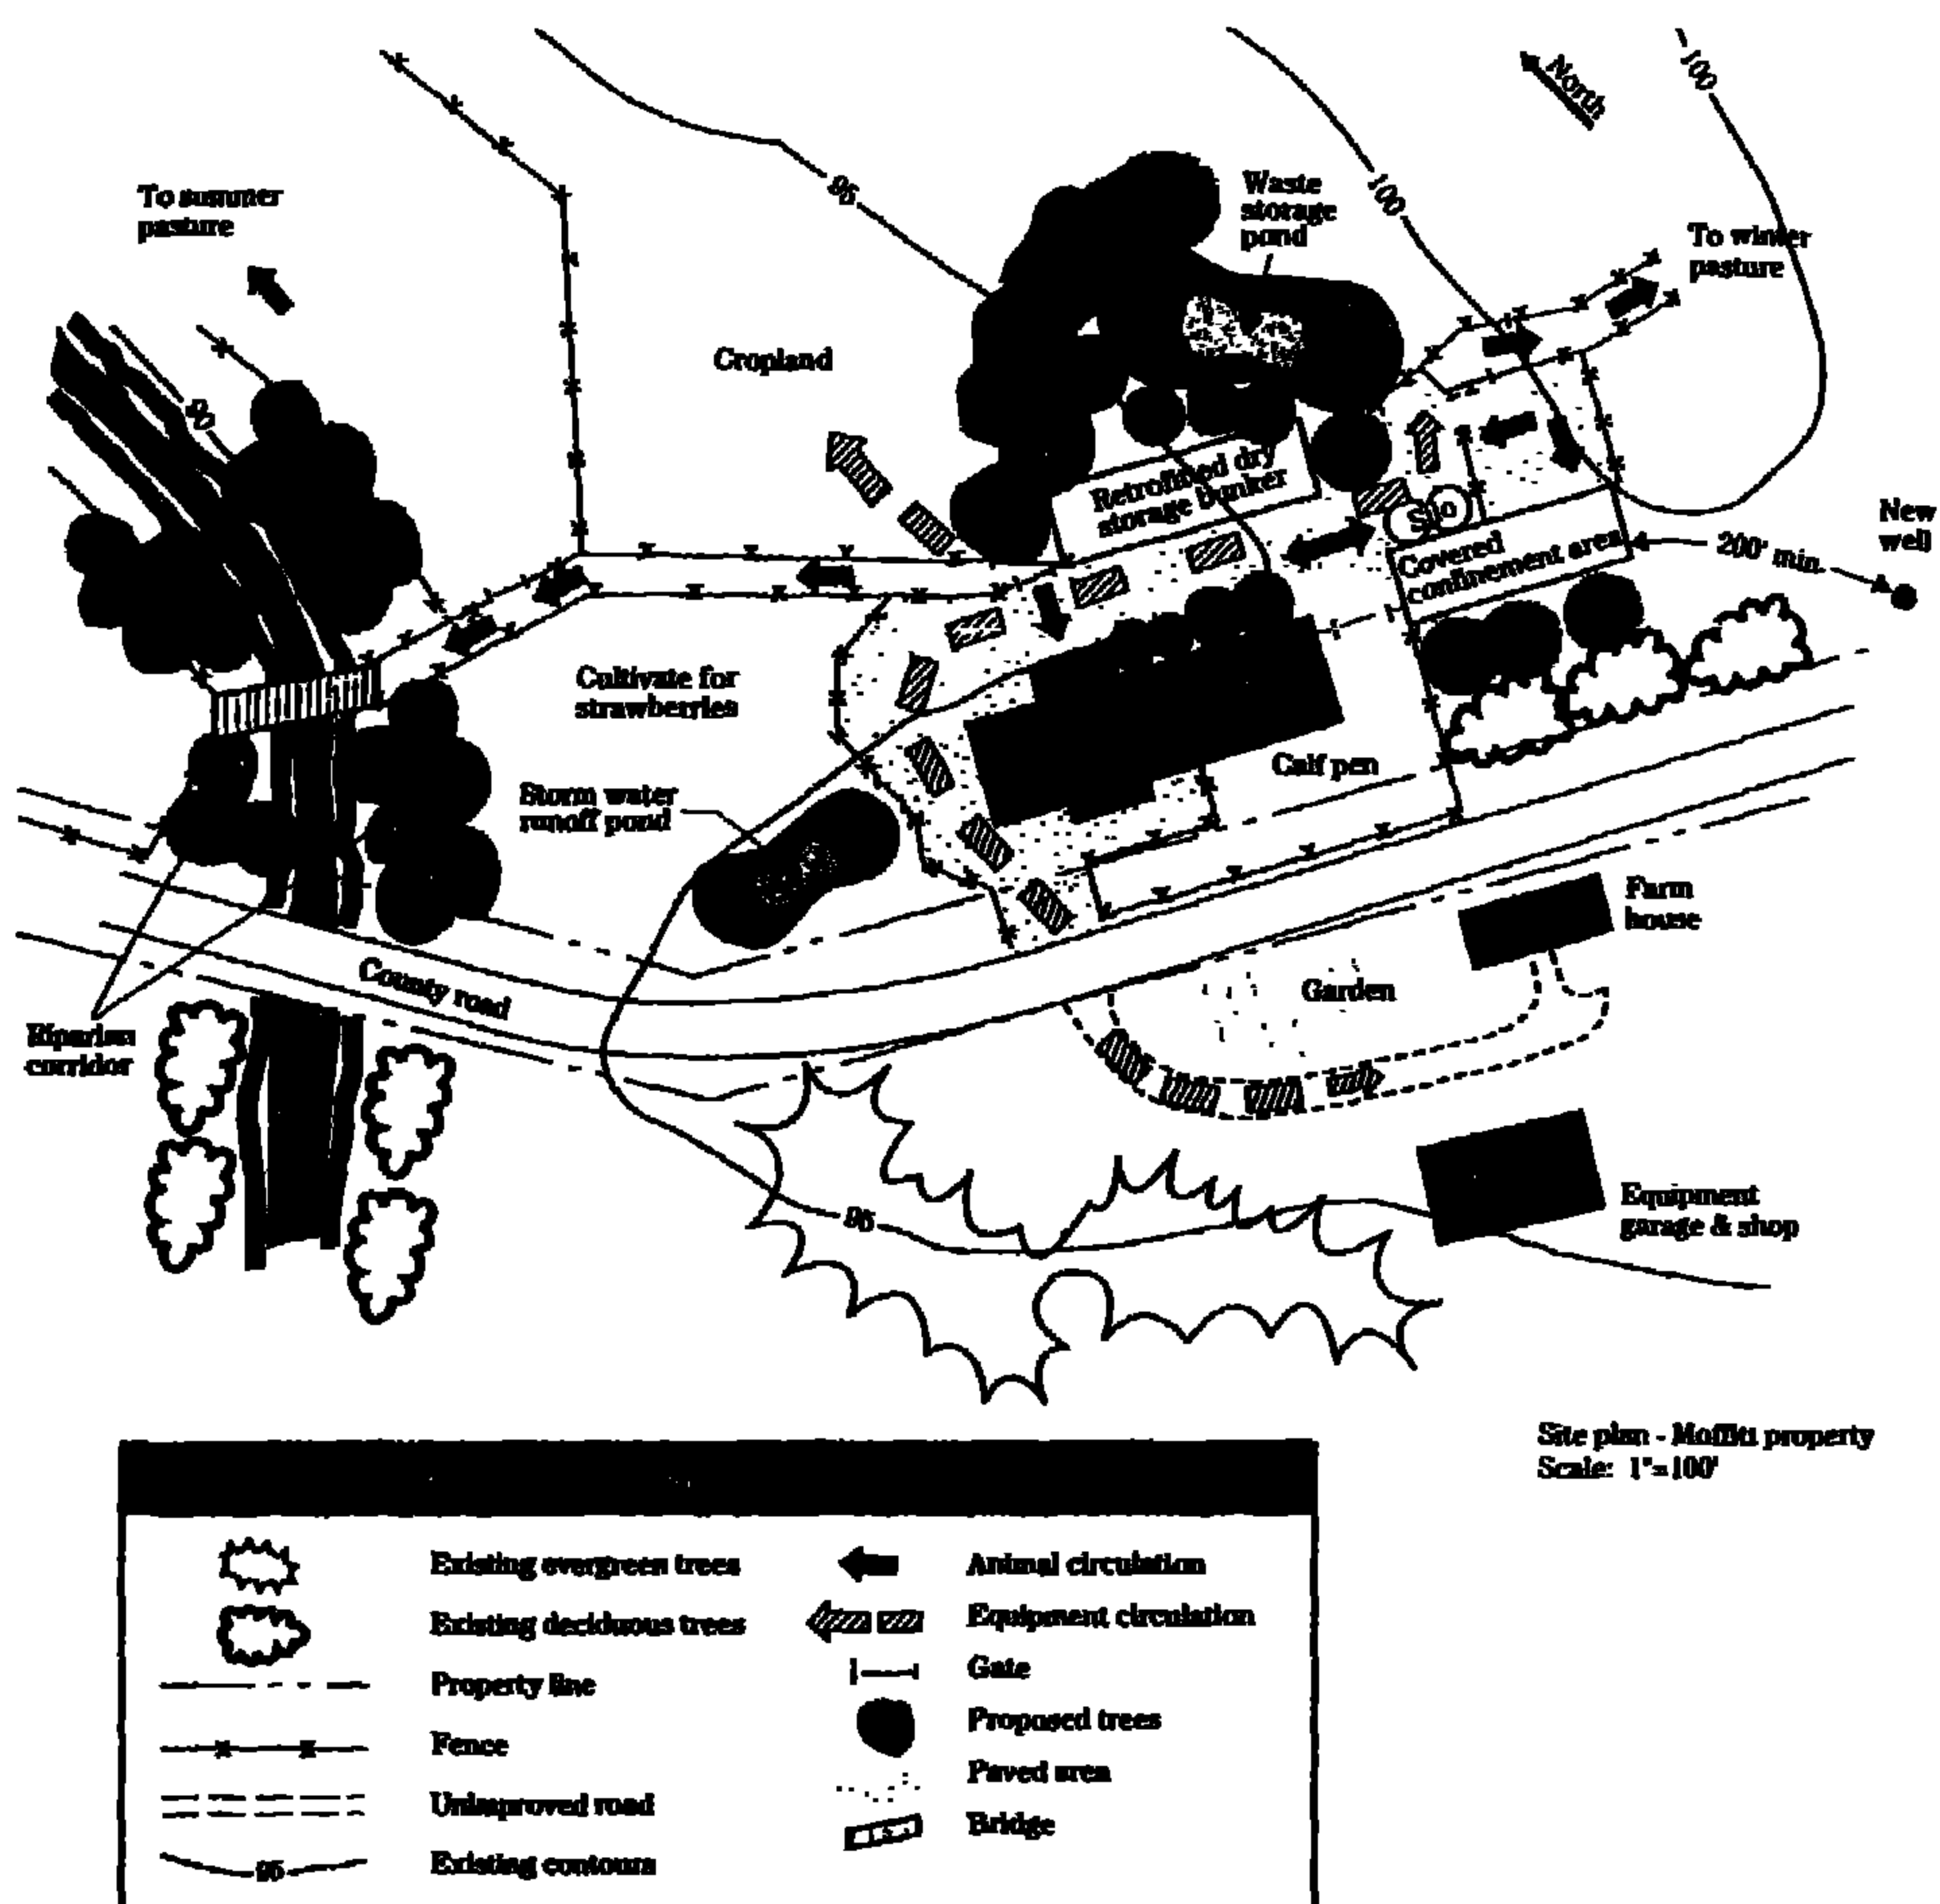 North
100
To summer
pasture
95
Waste
storage
pond
100
To winter
pasture
Cropland
Retrofitted dry
storage bunker
Silo
New
well
Covered
confinement area
200' min.
Cultivate for
strawberries
Storm water
runoff pond
Calf pen
Farm
house
County road
Garden
Riparian
corridor
95
Equipment
garage & shop
Site plan - Moffitt property
Scale: 1"=100'
Existing evergreen trees
Existing deciduous trees
Property line
Fence
Unimproved road
95
Existing contours
Animal circulation
Equipment circulation
Gate
Proposed trees
Paved area
Bridge